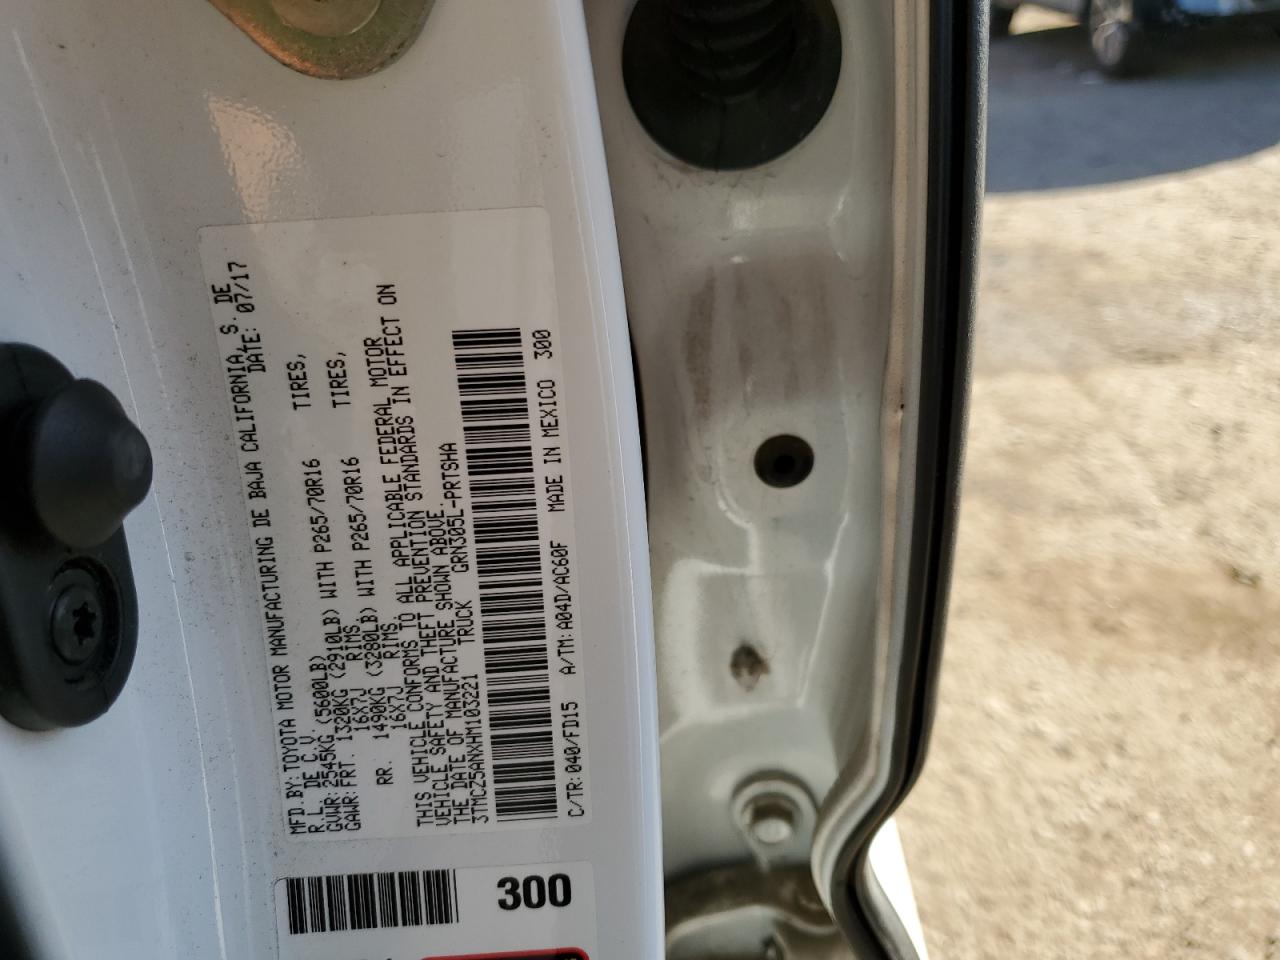 MFD.BY: TOYOTA MOTOR MANUFACTURING DE BAJA CALIFORNIA, S. DE
R.L. DE C.V. DATE: 07/17
GVWR: 2545KG (5600LB)
GAWR: FRT. 1320KG (2910LB) WITH P265/70R16 TIRES,
16X7J RIMS.
RR. 1490KG (3280LB) WITH P265/70R16 TIRES,
16X7J RIMS.
THIS VEHICLE CONFORMS TO ALL APPLICABLE FEDERAL MOTOR
VEHICLE SAFETY AND THEFT PREVENTION STANDARDS IN EFFECT ON
THE DATE OF MANUFACTURE SHOWN ABOVE.
3TMCZ5ANXHM103221 TRUCK GRN305L-PRTSHA
C/TR: 040/FD15 A/TM: A04D/AC60F MADE IN MEXICO 300
300